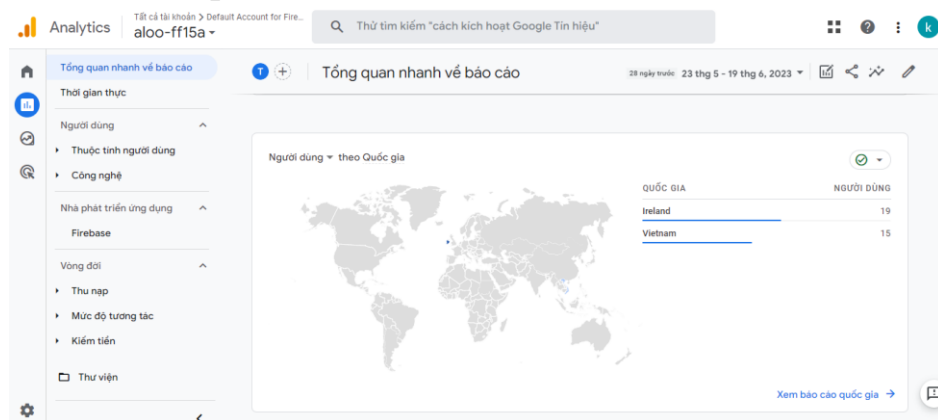 Analytics
Tất cả tài khoản > Default Account for Fire...
aloo-ff15a
Thử tìm kiếm "cách kích hoạt Google Tín hiệu"
k
Tổng quan nhanh về báo cáo
Thời gian thực
Người dùng
Thuộc tính người dùng
Công nghệ
Nhà phát triển ứng dụng
Firebase
Vòng đời
Thu nạp
Mức độ tương tác
Kiếm tiền
Thư viện
T
Tổng quan nhanh về báo cáo
28 ngày trước 23 thg 5 - 19 thg 6, 2023
Người dùng theo Quốc gia
QUỐC GIA NGƯỜI DÙNG
Ireland 19
Vietnam 15
Xem báo cáo quốc gia →